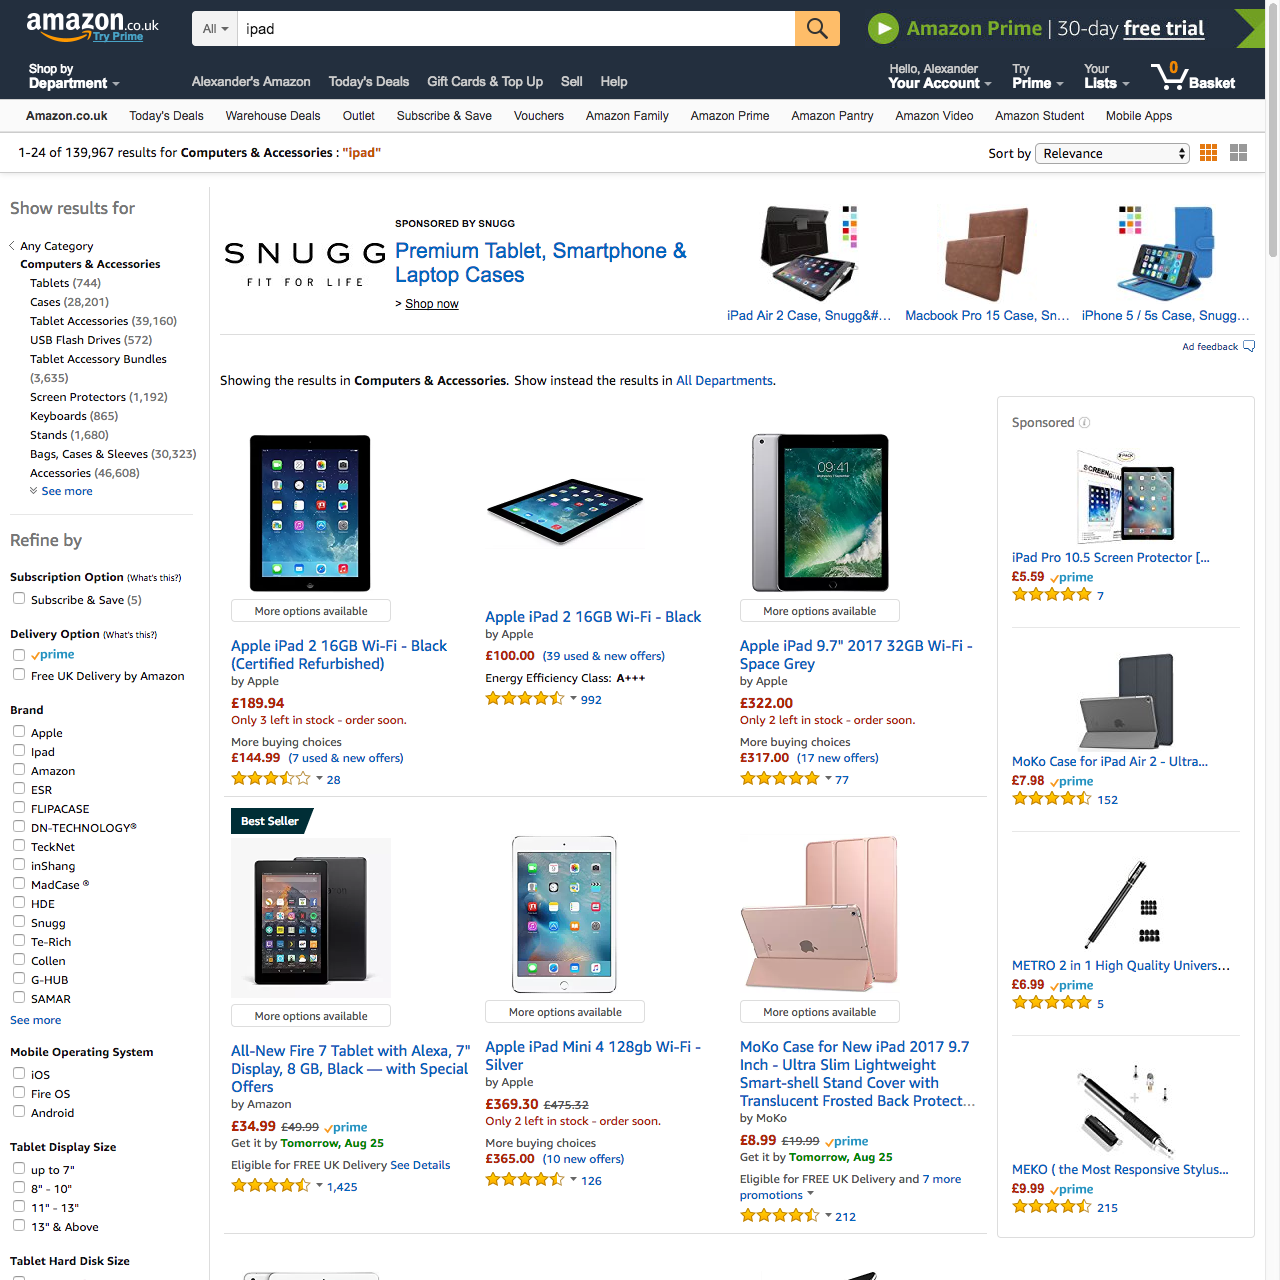 amazon.co.uk
Try Prime
All
ipad
Amazon Prime | 30-day free trial
Shop by
Department
Alexander's Amazon
Today's Deals
Gift Cards & Top Up
Sell
Help
Hello, Alexander
Your Account
Try
Prime
Your
Lists
0
Basket
Amazon.co.uk
Today's Deals
Warehouse Deals
Outlet
Subscribe & Save
Vouchers
Amazon Family
Amazon Prime
Amazon Pantry
Amazon Video
Amazon Student
Mobile Apps
1-24 of 139,967 results for Computers & Accessories : "ipad"
Sort by
Relevance
Show results for
Any Category
Computers & Accessories
Tablets (744)
Cases (28,201)
Tablet Accessories (39,160)
USB Flash Drives (572)
Tablet Accessory Bundles
(3,635)
Screen Protectors (1,192)
Keyboards (865)
Stands (1,680)
Bags, Cases & Sleeves (30,323)
Accessories (46,608)
See more
Refine by
Subscription Option (What's this?)
Subscribe & Save (5)
Delivery Option (What's this?)
prime
Free UK Delivery by Amazon
Brand
Apple
Ipad
Amazon
ESR
FLIPACASE
DN-TECHNOLOGY®
TeckNet
inShang
MadCase ®
HDE
Snugg
Te-Rich
Collen
G-HUB
SAMAR
See more
Mobile Operating System
iOS
Fire OS
Android
Tablet Display Size
up to 7"
8" - 10"
11" - 13"
13" & Above
Tablet Hard Disk Size
SNUGG
FIT FOR LIFE
SPONSORED BY SNUGG
Premium Tablet, Smartphone &
Laptop Cases
> Shop now
iPad Air 2 Case, Snugg&#...
Macbook Pro 15 Case, Sn...
iPhone 5 / 5s Case, Snugg...
Ad feedback
Showing the results in Computers & Accessories. Show instead the results in All Departments.
More options available
Apple iPad 2 16GB Wi-Fi - Black
(Certified Refurbished)
by Apple
£189.94
Only 3 left in stock - order soon.
More buying choices
£144.99 (7 used & new offers)
28
Apple iPad 2 16GB Wi-Fi - Black
by Apple
£100.00 (39 used & new offers)
Energy Efficiency Class: A+++
992
09:41
More options available
Apple iPad 9.7" 2017 32GB Wi-Fi -
Space Grey
by Apple
£322.00
Only 2 left in stock - order soon.
More buying choices
£317.00 (17 new offers)
77
Best Seller
More options available
All-New Fire 7 Tablet with Alexa, 7"
Display, 8 GB, Black — with Special
Offers
by Amazon
£34.99 £49.99 prime
Get it by Tomorrow, Aug 25
Eligible for FREE UK Delivery See Details
1,425
More options available
Apple iPad Mini 4 128gb Wi-Fi -
Silver
by Apple
£369.30 £475.32
Only 2 left in stock - order soon.
More buying choices
£365.00 (10 new offers)
126
More options available
MoKo Case for New iPad 2017 9.7
Inch - Ultra Slim Lightweight
Smart-shell Stand Cover with
Translucent Frosted Back Protect...
by MoKo
£8.99 £19.99 prime
Get it by Tomorrow, Aug 25
Eligible for FREE UK Delivery and 7 more
promotions
212
Sponsored
iPad Pro 10.5 Screen Protector [...
£5.59 prime
7
MoKo Case for iPad Air 2 - Ultra...
£7.98 prime
152
METRO 2 in 1 High Quality Univers...
£6.99 prime
5
MEKO ( the Most Responsive Stylus...
£9.99 prime
215